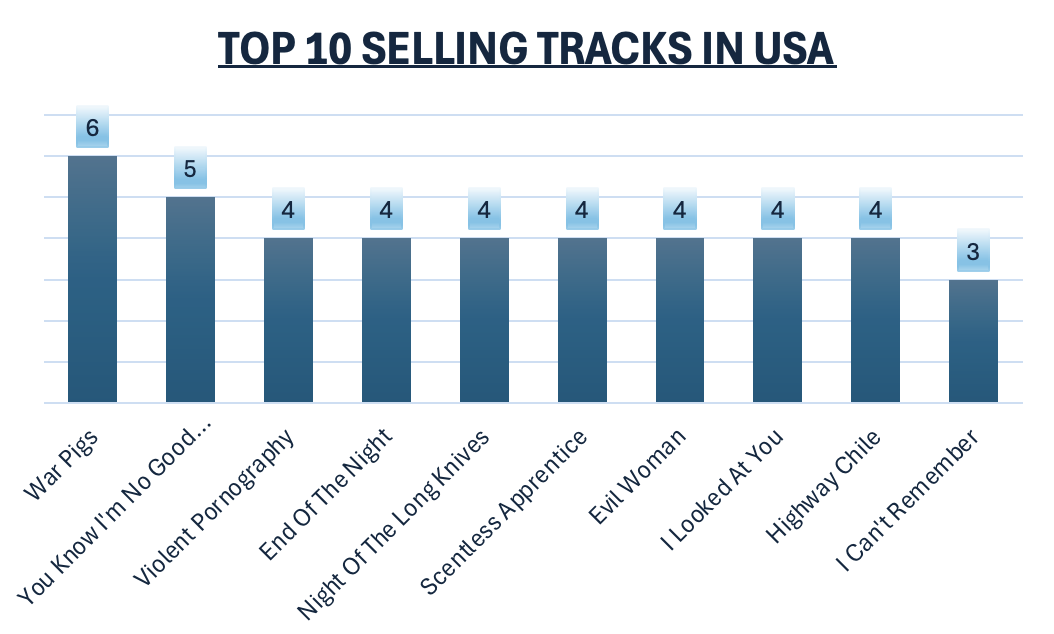 TOP 10 SELLING TRACKS IN USA
6
5
4
4
4
4
4
4
4
3
War Pigs
You Know I'm No Good...
Violent Pornography
End Of The Night
Night Of The Long Knives
Scentless Apprentice
Evil Woman
I Looked At You
Highway Chile
I Can't Remember